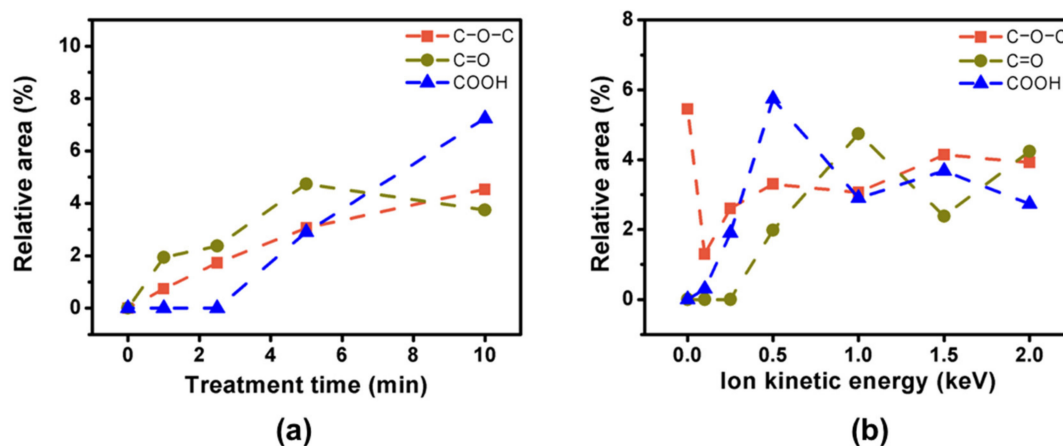 C-O-C
C=O
COOH
Relative area (%)
10
8
6
4
2
0
0 2 4 6 8 10
Treatment time (min)
(a)
C-O-C
C=O
COOH
Relative area (%)
8
6
4
2
0
0.0 0.5 1.0 1.5 2.0
Ion kinetic energy (keV)
(b)